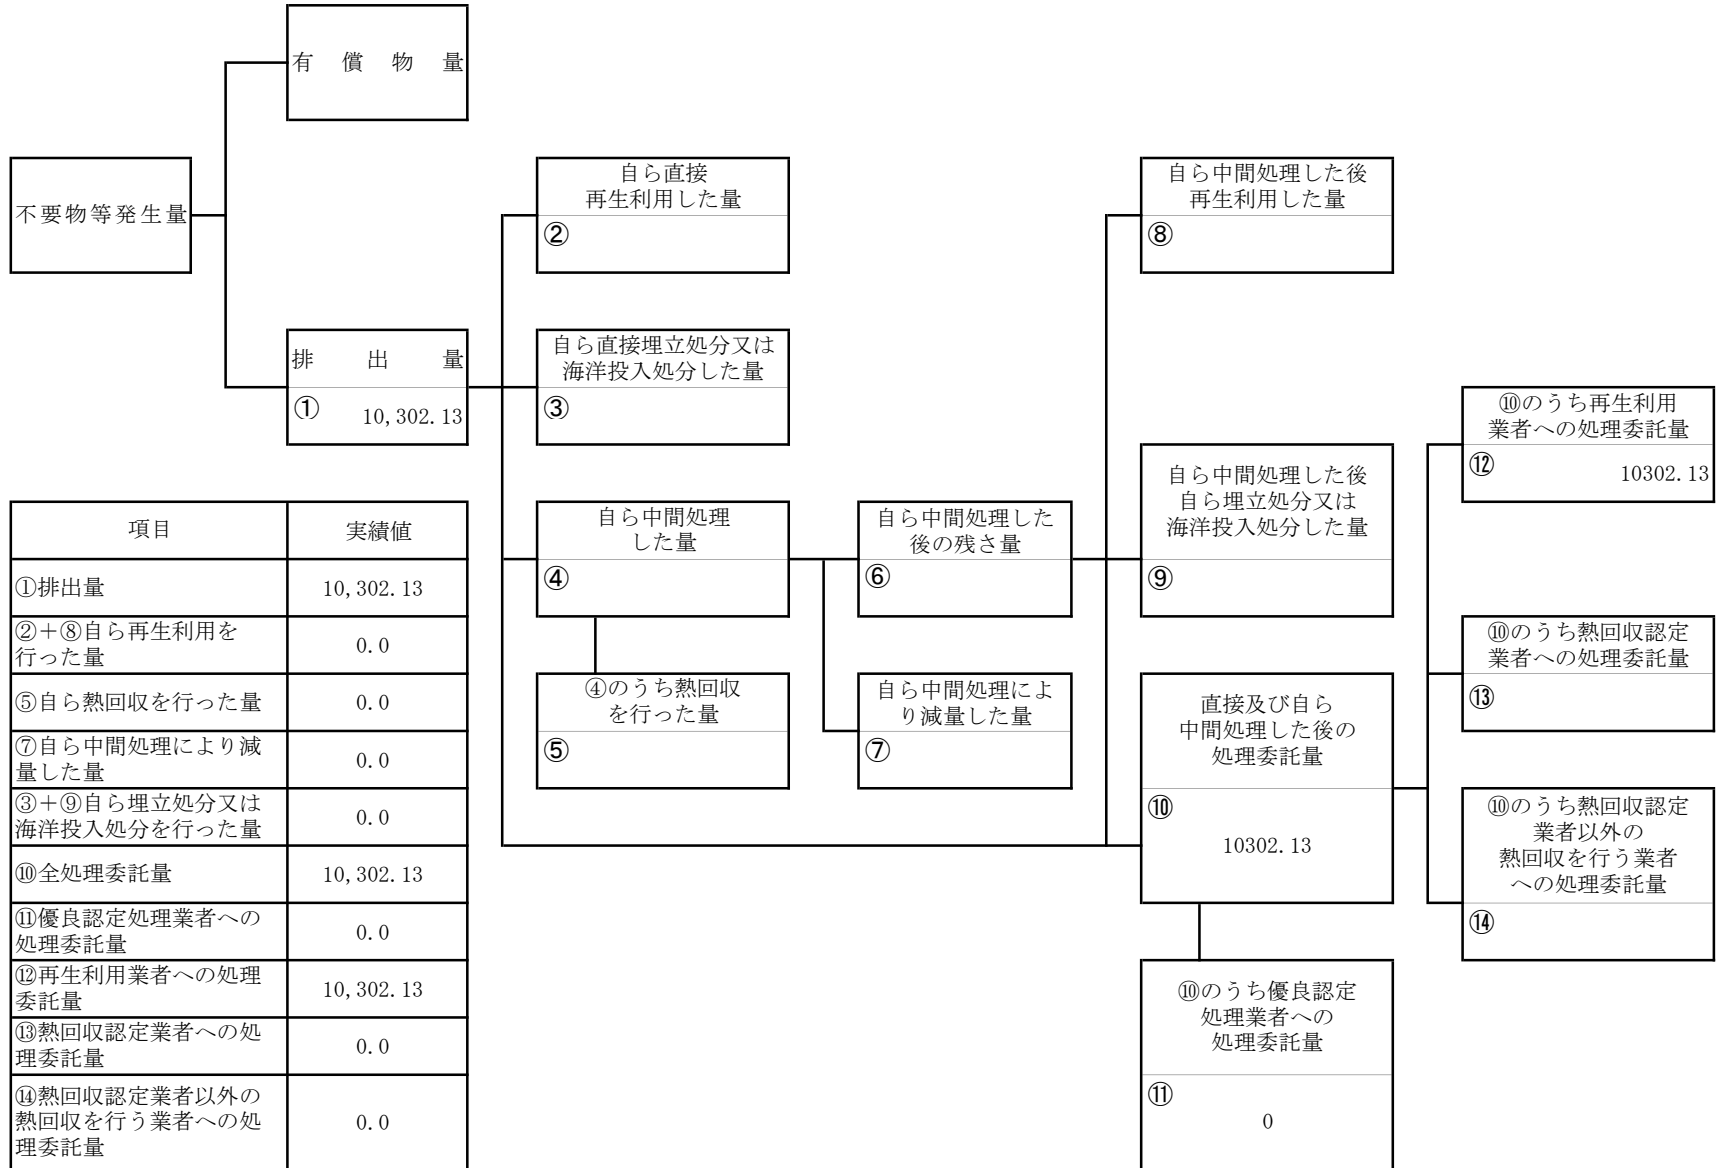 有償物量
不要物等発生量
排出量
① 10,302.13
自ら直接
再生利用した量
②
自ら直接埋立処分又は
海洋投入処分した量
③
自ら中間処理
した量
④
④のうち熱回収
を行った量
⑤
自ら中間処理した
後の残さ量
⑥
自ら中間処理によ
り減量した量
⑦
自ら中間処理した後
再生利用した量
⑧
自ら中間処理した後
自ら埋立処分又は
海洋投入処分した量
⑨
直接及び自ら
中間処理した後の
処理委託量
⑩
10302.13
⑩のうち優良認定
処理業者への
処理委託量
⑪
0
⑩のうち再生利用
業者への処理委託量
⑫ 10302.13
⑩のうち熱回収認定
業者への処理委託量
⑬
⑩のうち熱回収認定
業者以外の
熱回収を行う業者
への処理委託量
⑭
項目 実績値
①排出量 10,302.13
②＋⑧自ら再生利用を
行った量 0.0
⑤自ら熱回収を行った量 0.0
⑦自ら中間処理により減
量した量 0.0
③＋⑨自ら埋立処分又は
海洋投入処分を行った量 0.0
⑩全処理委託量 10,302.13
⑪優良認定処理業者への
処理委託量 0.0
⑫再生利用業者への処理
委託量 10,302.13
⑬熱回収認定業者への処
理委託量 0.0
⑭熱回収認定業者以外の
熱回収を行う業者への処
理委託量 0.0